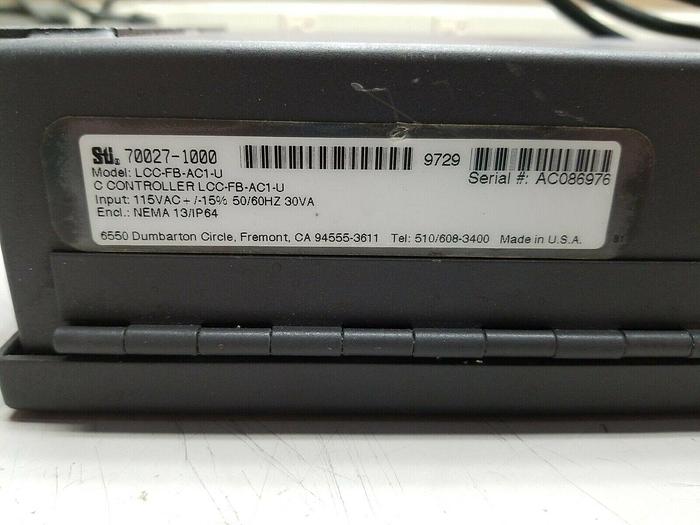 Sti. 70027-1000 9729
Model: LCC-FB-AC1-U Serial #: AC086976
C CONTROLLER LCC-FB-AC1-U
Input: 115VAC + /-15% 50/60HZ 30VA
Encl.: NEMA 13/IP64
6550 Dumbarton Circle, Fremont, CA 94555-3611 Tel: 510/608-3400 Made in U.S.A.